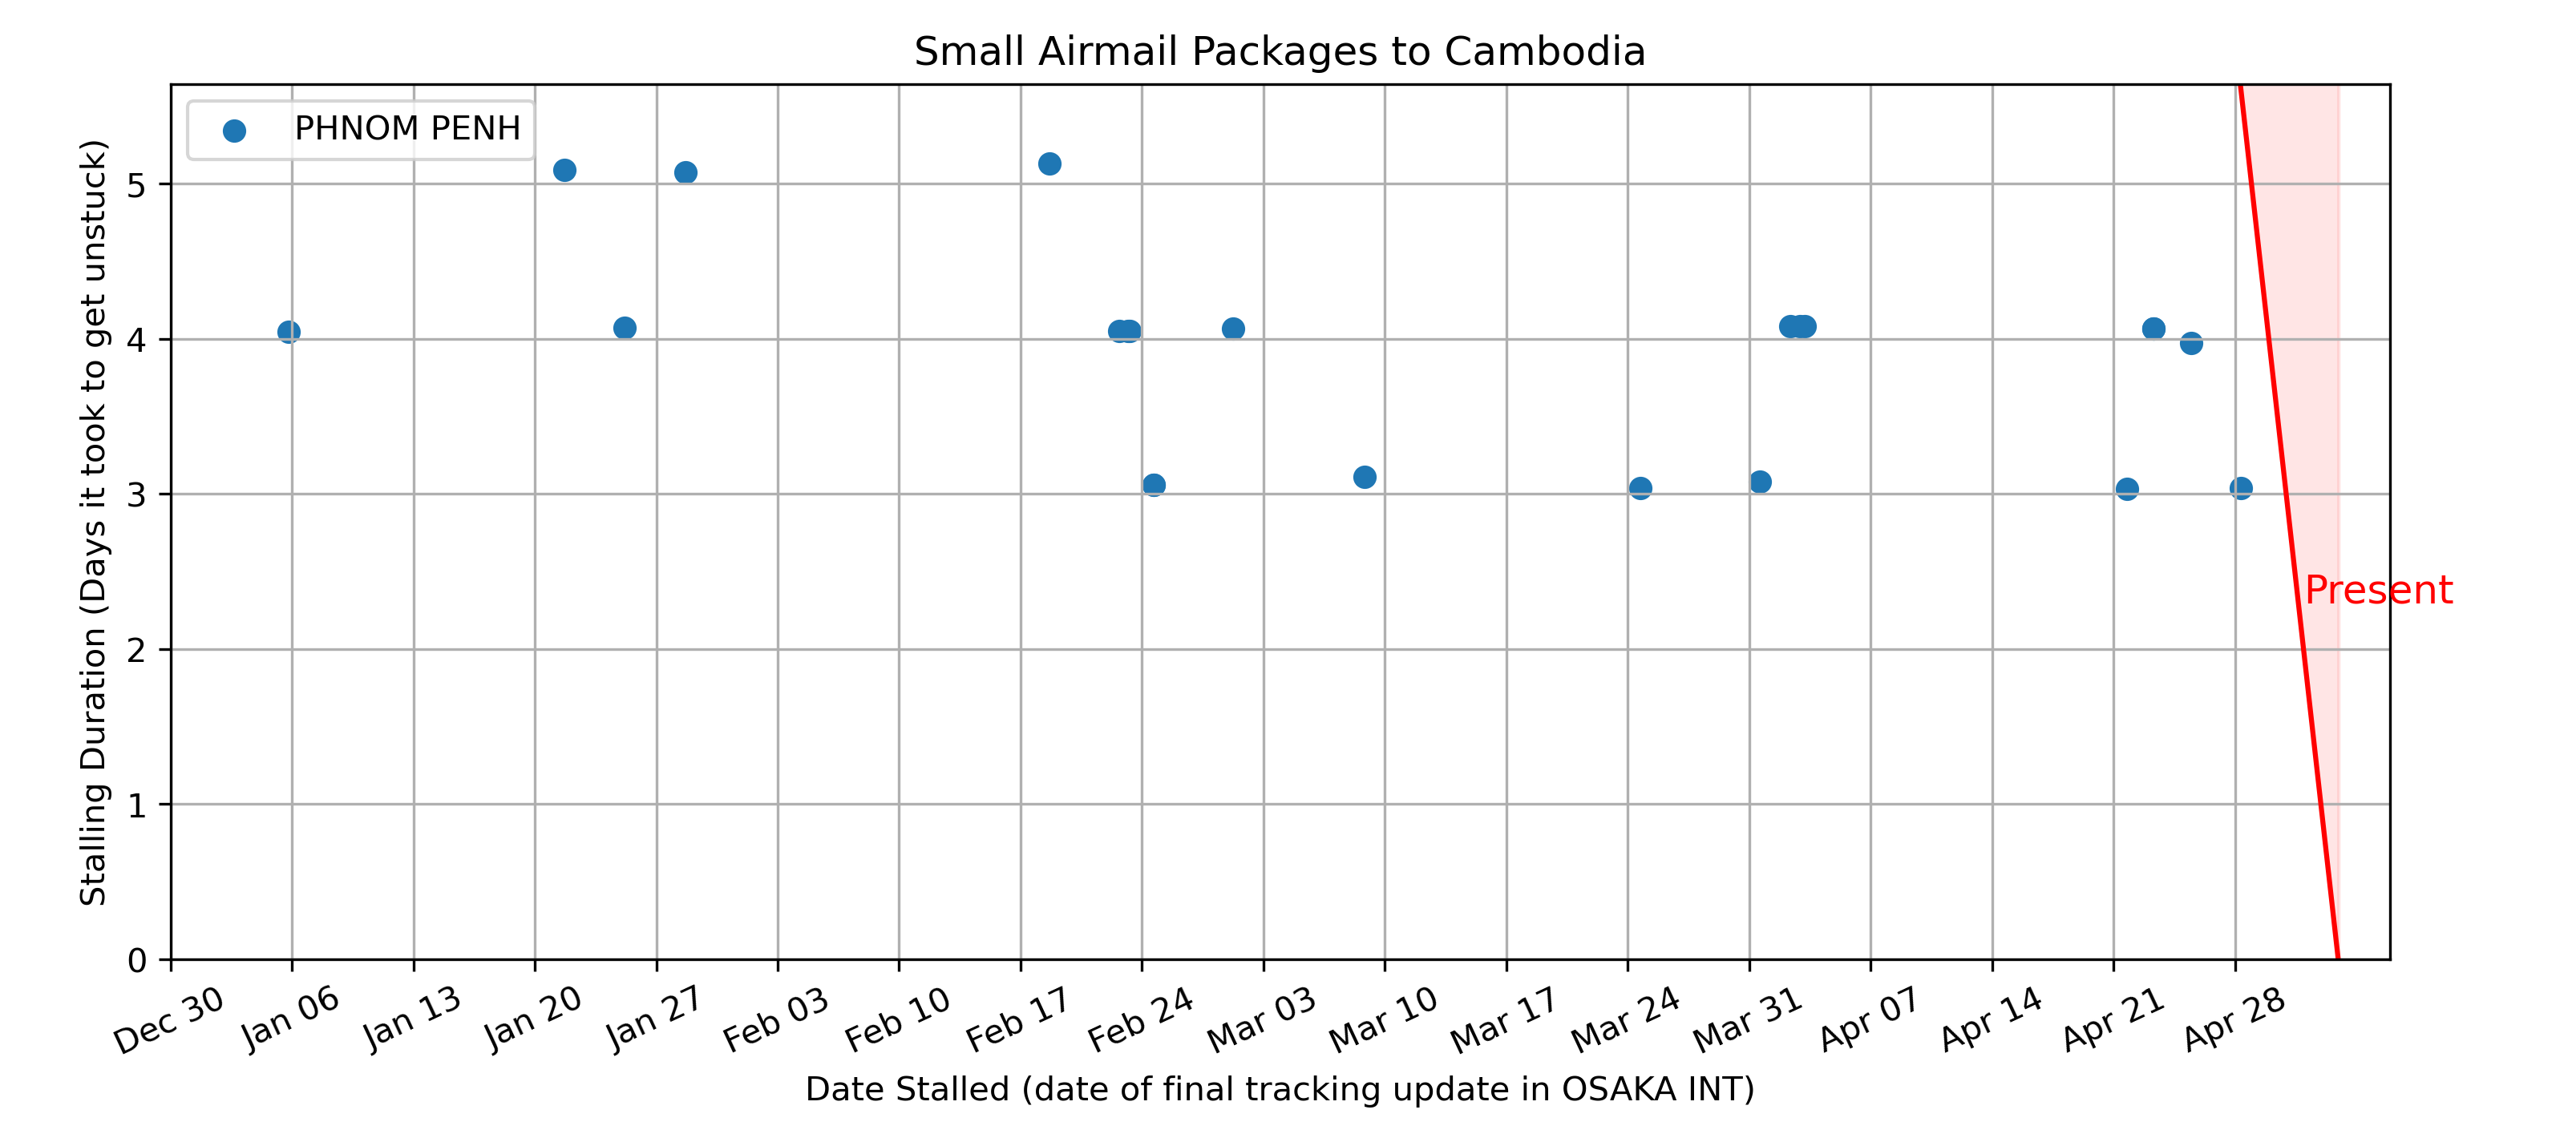 Small Airmail Packages to Cambodia
PHNOM PENH
Stalling Duration (Days it took to get unstuck)
5
4
3
2
1
0
Present
Dec 30
Jan 06
Jan 13
Jan 20
Jan 27
Feb 03
Feb 10
Feb 17
Feb 24
Mar 03
Mar 10
Mar 17
Mar 24
Mar 31
Apr 07
Apr 14
Apr 21
Apr 28
Date Stalled (date of final tracking update in OSAKA INT)